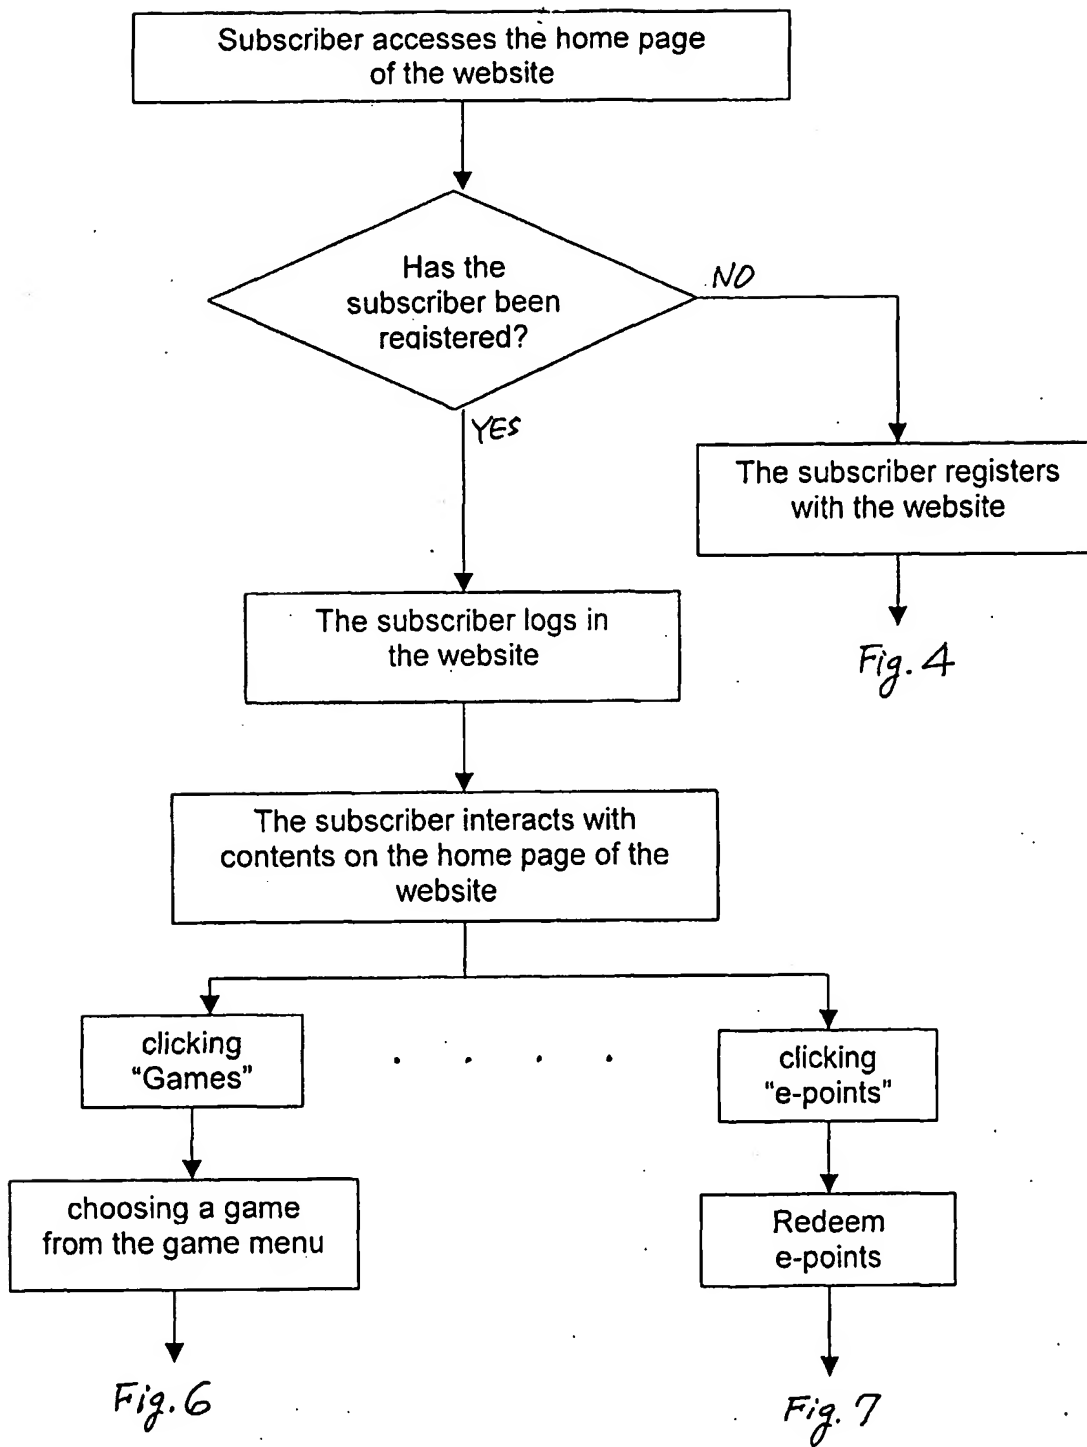 Subscriber accesses the home page
of the website
Has the
subscriber been
registered?
NO
YES
The subscriber registers
with the website
Fig. 4
The subscriber logs in
the website
The subscriber interacts with
contents on the home page of the
website
clicking
“Games”
. . . .
clicking
“e-points”
choosing a game
from the game menu
Redeem
e-points
Fig. 6
Fig. 7